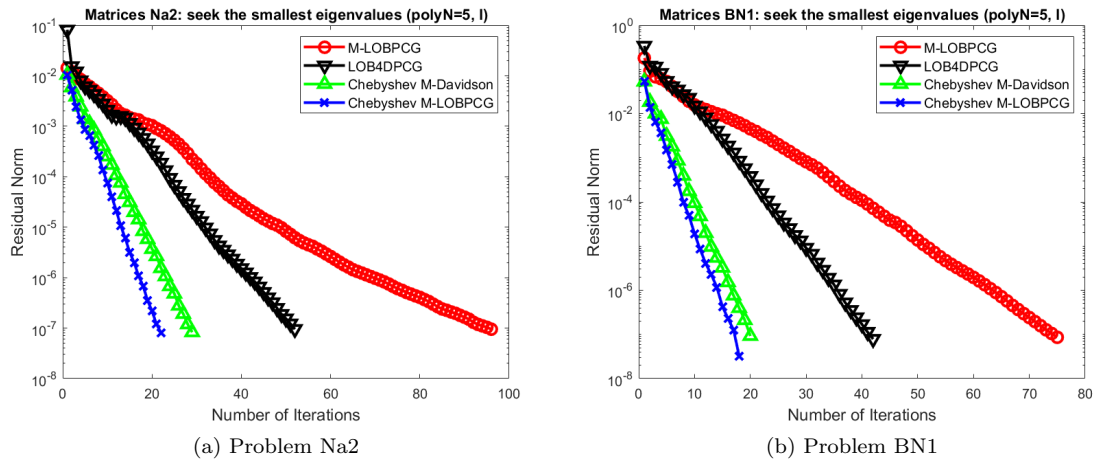 Matrices Na2: seek the smallest eigenvalues (polyN=5, I)
10^-1
10^-2
10^-3
10^-4
10^-5
10^-6
10^-7
10^-8
Residual Norm
M-LOBPCG
LOB4DPCG
Chebyshev M-Davidson
Chebyshev M-LOBPCG
0 20 40 60 80 100
Number of Iterations
(a) Problem Na2
Matrices BN1: seek the smallest eigenvalues (polyN=5, I)
10^0
10^-2
10^-4
10^-6
10^-8
Residual Norm
M-LOBPCG
LOB4DPCG
Chebyshev M-Davidson
Chebyshev M-LOBPCG
0 10 20 30 40 50 60 70 80
Number of Iterations
(b) Problem BN1